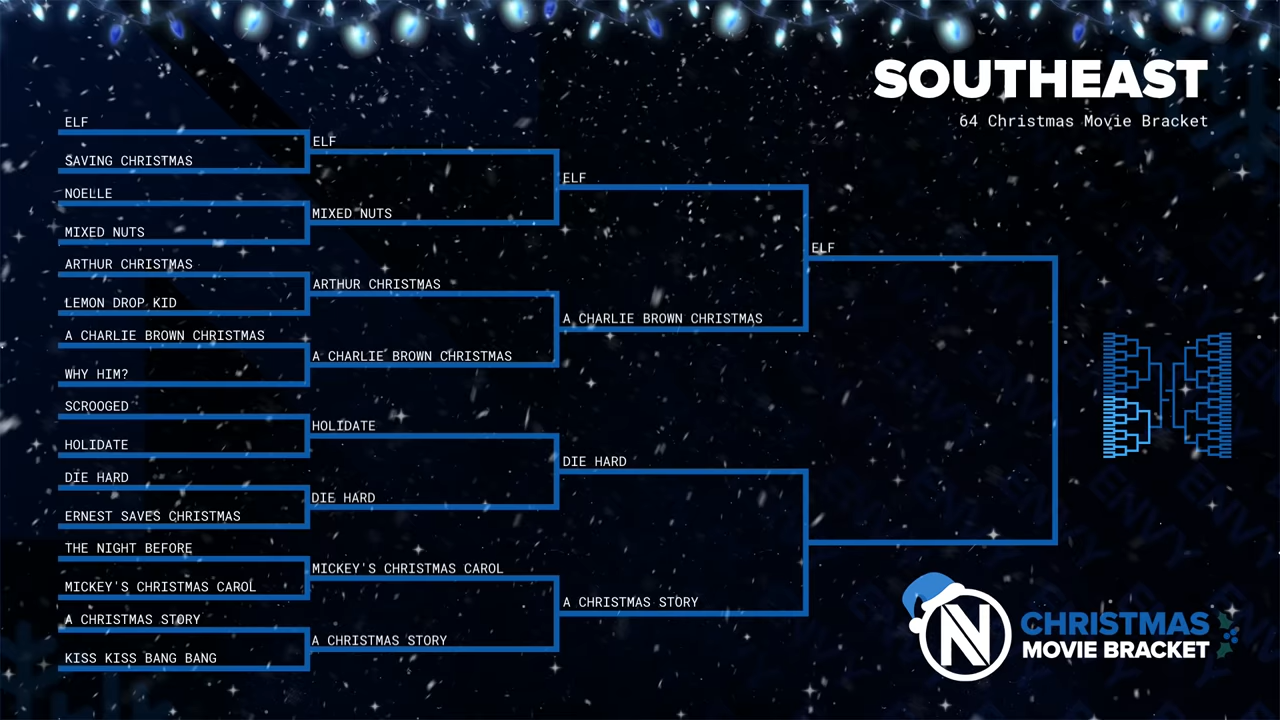 SOUTHEAST
64 Christmas Movie Bracket
ELF
SAVING CHRISTMAS
NOELLE
MIXED NUTS
ARTHUR CHRISTMAS
LEMON DROP KID
A CHARLIE BROWN CHRISTMAS
WHY HIM?
SCROOGED
HOLIDATE
DIE HARD
ERNEST SAVES CHRISTMAS
THE NIGHT BEFORE
MICKEY'S CHRISTMAS CAROL
A CHRISTMAS STORY
KISS KISS BANG BANG
ELF
MIXED NUTS
ARTHUR CHRISTMAS
A CHARLIE BROWN CHRISTMAS
HOLIDATE
DIE HARD
MICKEY'S CHRISTMAS CAROL
A CHRISTMAS STORY
ELF
A CHARLIE BROWN CHRISTMAS
DIE HARD
A CHRISTMAS STORY
ELF
N
CHRISTMAS
MOVIE BRACKET